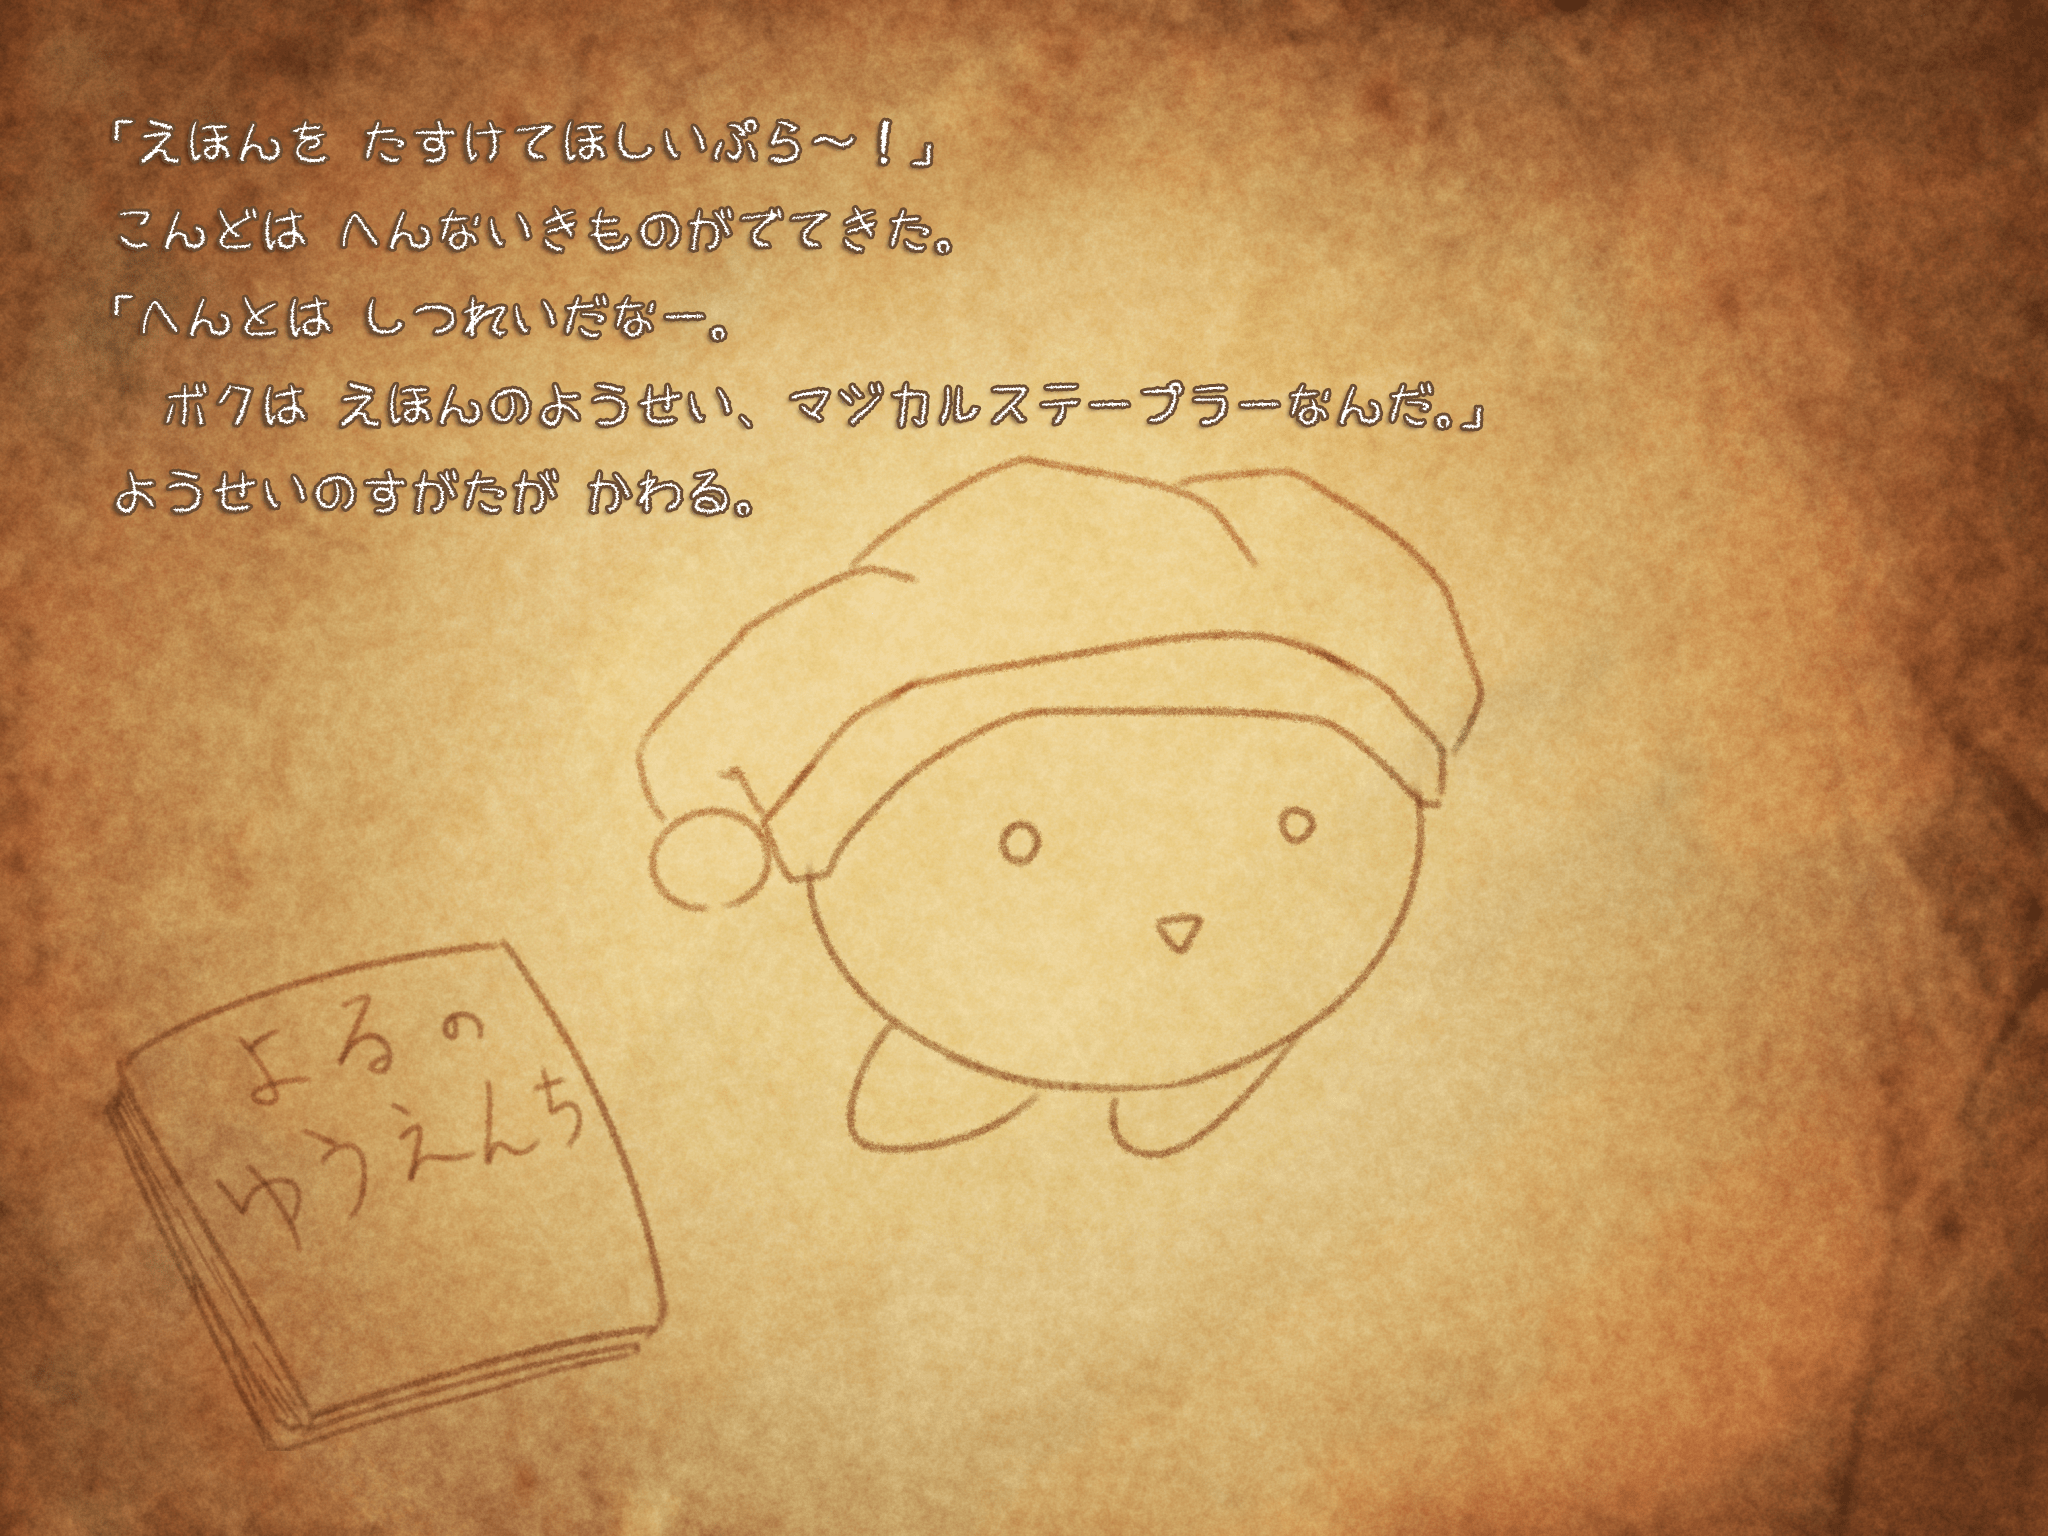 「えほんを たすけてほしいぷら~!」
こんどは へんないきものがでてきた。
「へんとは しつれいだなー。
ボクは えほんのようせい、マジカルステープラーなんだ。」
ようせいのすがたが かわる。
よるの
ゆうえんち